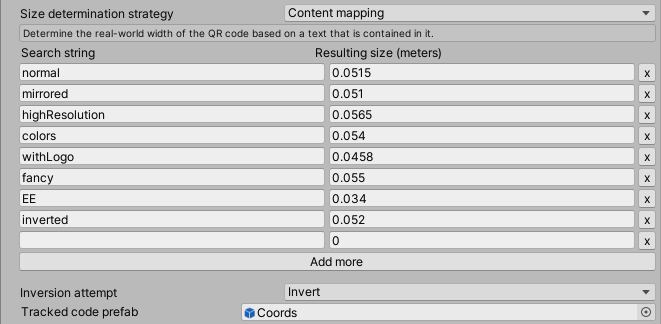 Size determination strategy Content mapping
Determine the real-world width of the QR code based on a text that is contained in it.
Search string Resulting size (meters)
normal 0.0515 x
mirrored 0.051 x
highResolution 0.0565 x
colors 0.054 x
withLogo 0.0458 x
fancy 0.055 x
EE 0.034 x
inverted 0.052 x
0 x
Add more
Inversion attempt Invert
Tracked code prefab Coords